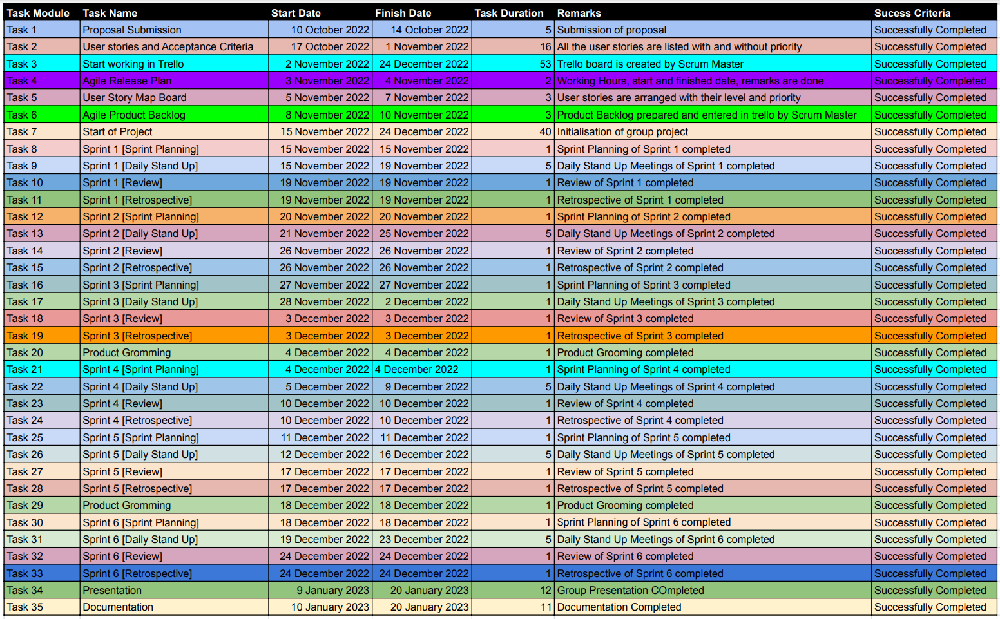 Task Module Task Name Start Date Finish Date Task Duration Remarks Sucess Criteria
Task 1 Proposal Submission 10 October 2022 14 October 2022 5 Submission of proposal Successfully Completed
Task 2 User stories and Acceptance Criteria 17 October 2022 1 November 2022 16 All the user stories are listed with and without priority Successfully Completed
Task 3 Start working in Trello 2 November 2022 24 December 2022 53 Trello board is created by Scrum Master Successfully Completed
Task 4 Agile Release Plan 3 November 2022 4 November 2022 2 Working Hours, start and finished date, remarks are done Successfully Completed
Task 5 User Story Map Board 5 November 2022 7 November 2022 3 User stories are arranged with their level and priority Successfully Completed
Task 6 Agile Product Backlog 8 November 2022 10 November 2022 3 Product Backlog prepared and entered in trello by Scrum Master Successfully Completed
Task 7 Start of Project 15 November 2022 24 December 2022 40 Initialisation of group project Successfully Completed
Task 8 Sprint 1 [Sprint Planning] 15 November 2022 15 November 2022 1 Sprint Planning of Sprint 1 completed Successfully Completed
Task 9 Sprint 1 [Daily Stand Up] 15 November 2022 19 November 2022 5 Daily Stand Up Meetings of Sprint 1 completed Successfully Completed
Task 10 Sprint 1 [Review] 19 November 2022 19 November 2022 1 Review of Sprint 1 completed Successfully Completed
Task 11 Sprint 1 [Retrospective] 19 November 2022 19 November 2022 1 Retrospective of Sprint 1 completed Successfully Completed
Task 12 Sprint 2 [Sprint Planning] 20 November 2022 20 November 2022 1 Sprint Planning of Sprint 2 completed Successfully Completed
Task 13 Sprint 2 [Daily Stand Up] 21 November 2022 25 November 2022 5 Daily Stand Up Meetings of Sprint 2 completed Successfully Completed
Task 14 Sprint 2 [Review] 26 November 2022 26 November 2022 1 Review of Sprint 2 completed Successfully Completed
Task 15 Sprint 2 [Retrospective] 26 November 2022 26 November 2022 1 Retrospective of Sprint 2 completed Successfully Completed
Task 16 Sprint 3 [Sprint Planning] 27 November 2022 27 November 2022 1 Sprint Planning of Sprint 3 completed Successfully Completed
Task 17 Sprint 3 [Daily Stand Up] 28 November 2022 2 December 2022 1 Daily Stand Up Meetings of Sprint 3 completed Successfully Completed
Task 18 Sprint 3 [Review] 3 December 2022 3 December 2022 1 Review of Sprint 3 completed Successfully Completed
Task 19 Sprint 3 [Retrospective] 3 December 2022 3 December 2022 1 Retrospective of Sprint 3 completed Successfully Completed
Task 20 Product Gromming 4 December 2022 4 December 2022 1 Product Grooming completed Successfully Completed
Task 21 Sprint 4 [Sprint Planning] 4 December 2022 4 December 2022 1 Sprint Planning of Sprint 4 completed Successfully Completed
Task 22 Sprint 4 [Daily Stand Up] 5 December 2022 9 December 2022 5 Daily Stand Up Meetings of Sprint 4 completed Successfully Completed
Task 23 Sprint 4 [Review] 10 December 2022 10 December 2022 1 Review of Sprint 4 completed Successfully Completed
Task 24 Sprint 4 [Retrospective] 10 December 2022 10 December 2022 1 Retrospective of Sprint 4 completed Successfully Completed
Task 25 Sprint 5 [Sprint Planning] 11 December 2022 11 December 2022 1 Sprint Planning of Sprint 5 completed Successfully Completed
Task 26 Sprint 5 [Daily Stand Up] 12 December 2022 16 December 2022 5 Daily Stand Up Meetings of Sprint 5 completed Successfully Completed
Task 27 Sprint 5 [Review] 17 December 2022 17 December 2022 1 Review of Sprint 5 completed Successfully Completed
Task 28 Sprint 5 [Retrospective] 17 December 2022 17 December 2022 1 Retrospective of Sprint 5 completed Successfully Completed
Task 29 Product Gromming 18 December 2022 18 December 2022 1 Product Grooming completed Successfully Completed
Task 30 Sprint 6 [Sprint Planning] 18 December 2022 18 December 2022 1 Sprint Planning of Sprint 6 completed Successfully Completed
Task 31 Sprint 6 [Daily Stand Up] 19 December 2022 23 December 2022 5 Daily Stand Up Meetings of Sprint 6 completed Successfully Completed
Task 32 Sprint 6 [Review] 24 December 2022 24 December 2022 1 Review of Sprint 6 completed Successfully Completed
Task 33 Sprint 6 [Retrospective] 24 December 2022 24 December 2022 1 Retrospective of Sprint 6 completed Successfully Completed
Task 34 Presentation 9 January 2023 20 January 2023 12 Group Presentation COmpleted Successfully Completed
Task 35 Documentation 10 January 2023 20 January 2023 11 Documentation Completed Successfully Completed